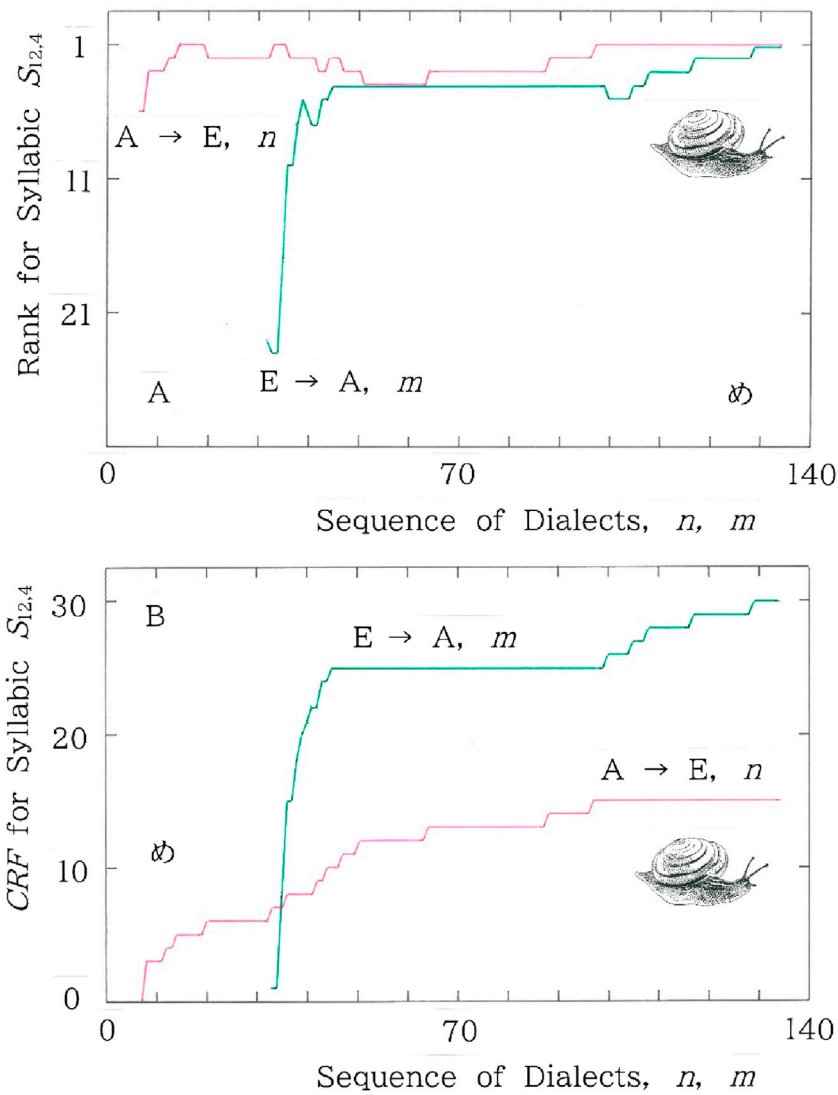 Rank for Syllabic S12,4
1
11
21
A → E, n
E → A, m
A
め
0
70
140
Sequence of Dialects, n, m
CRF for Syllabic S12,4
30
20
10
0
B
E → A, m
A → E, n
め
0
70
140
Sequence of Dialects, n, m